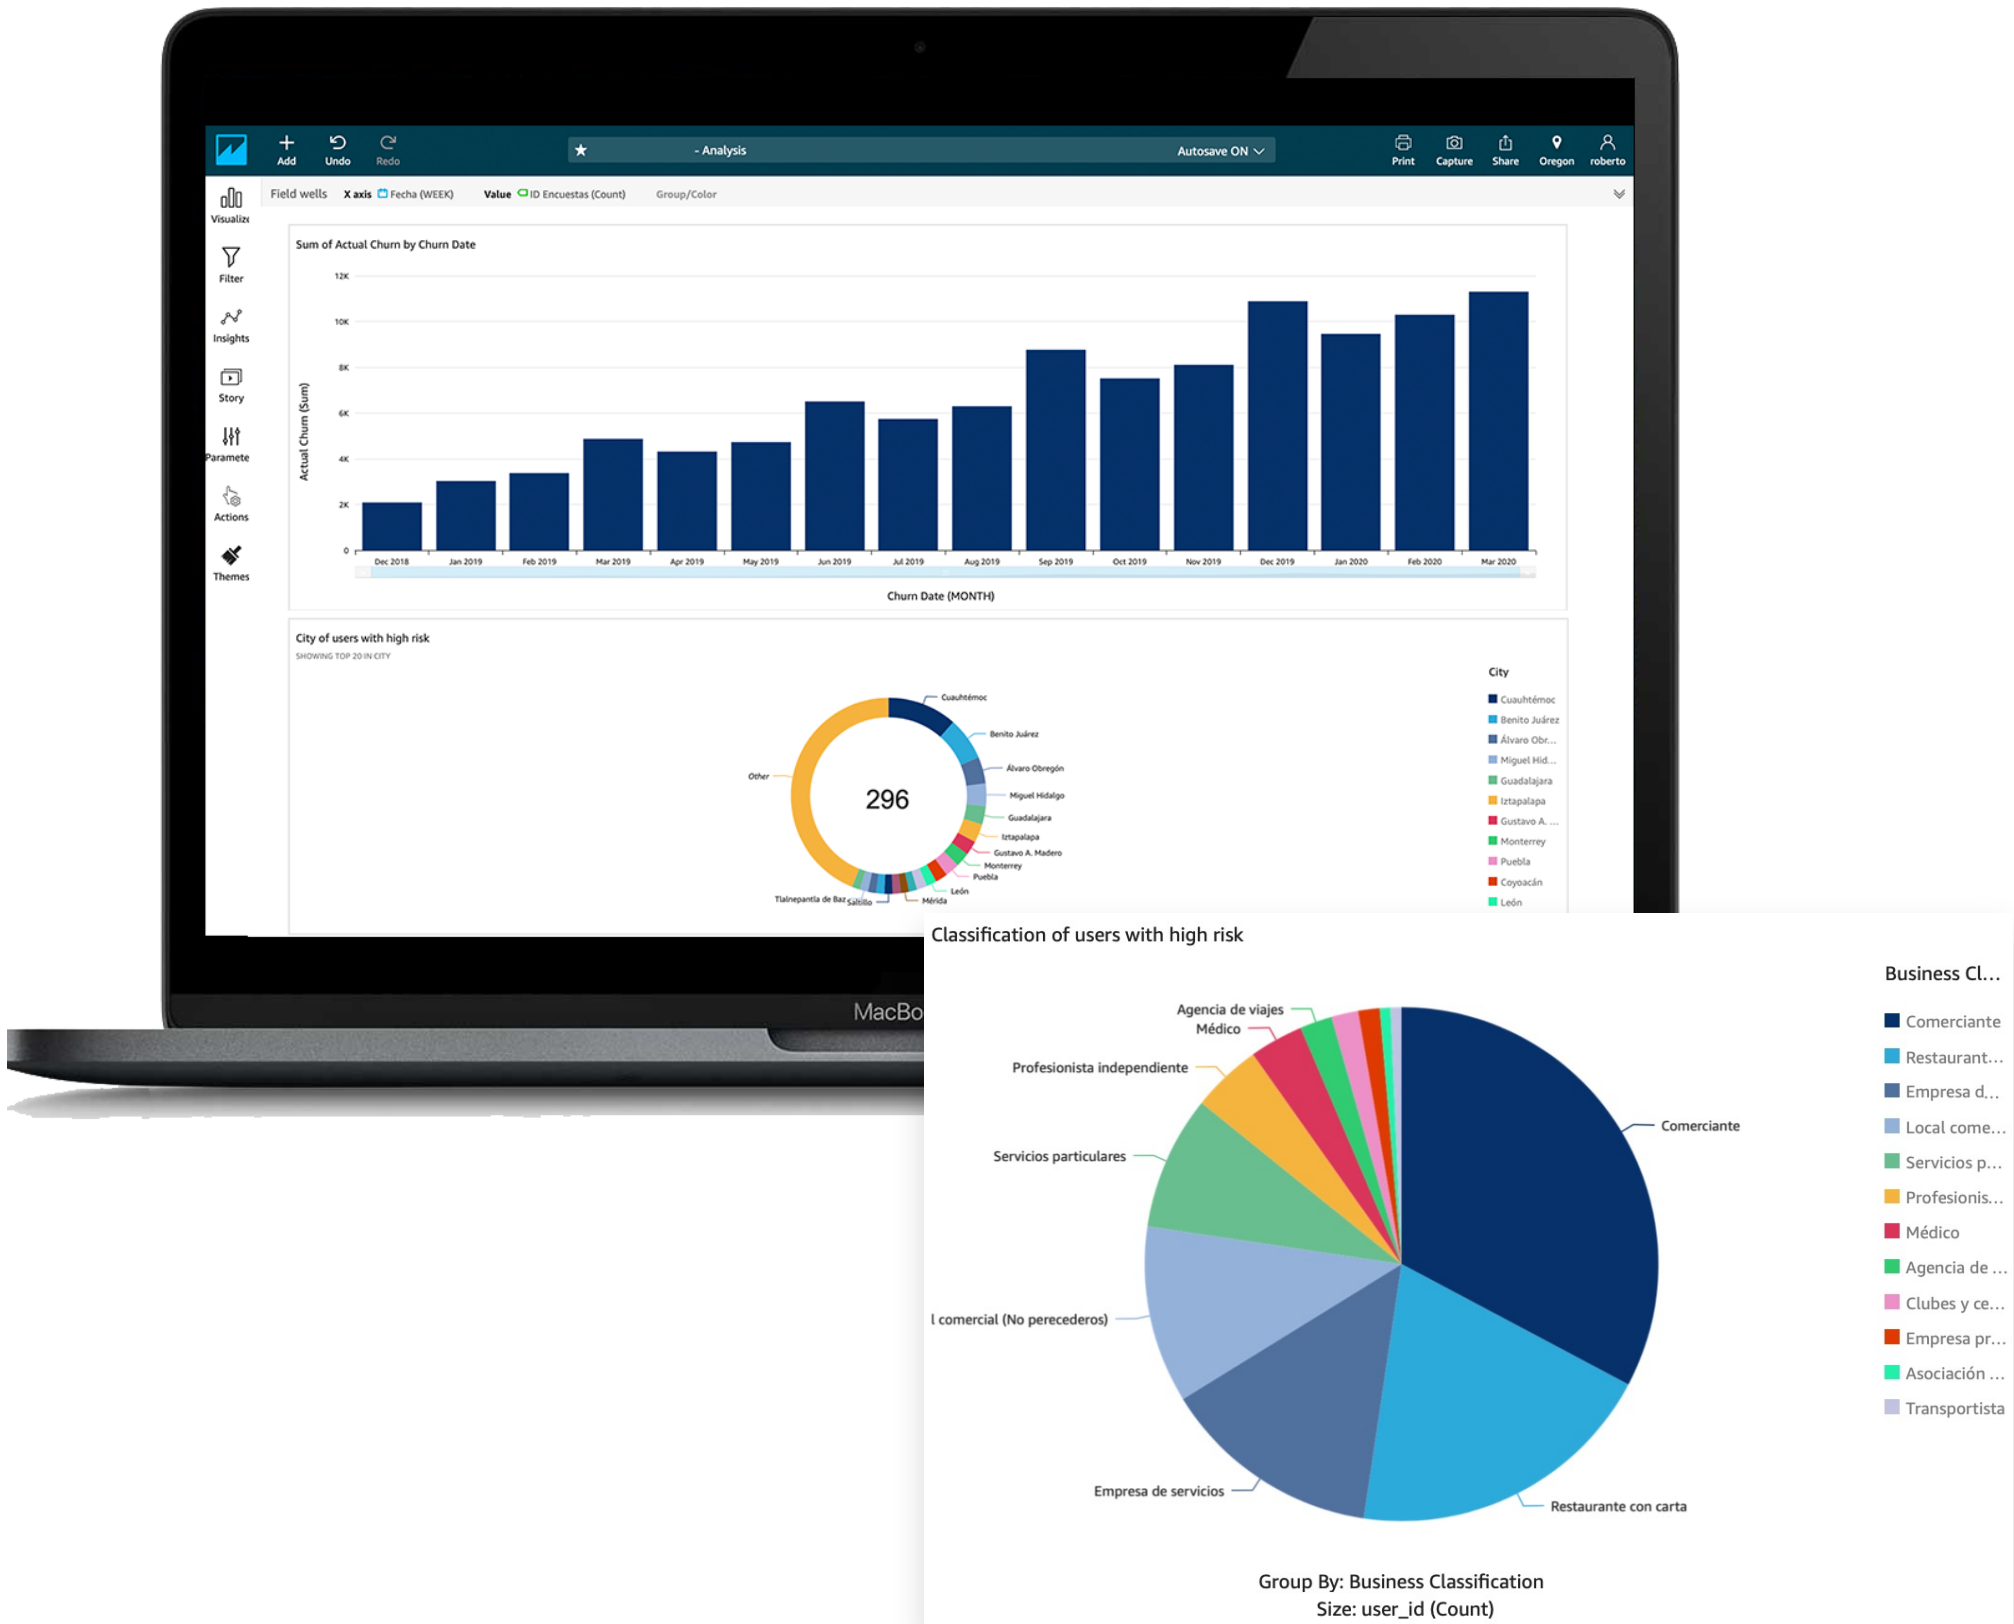 Add
Undo
Redo
- Analysis
Autosave ON
Print
Capture
Share
Oregon
roberto
Field wells
X axis Fecha (WEEK)
Value ID Encuestas (Count)
Group/Color
Visualize
Filter
Insights
Story
Paramete
Actions
Themes
Sum of Actual Churn by Churn Date
Actual Churn (Sum)
12K
10K
8K
6K
4K
2K
0
Dec 2018 Jan 2019 Feb 2019 Mar 2019 Apr 2019 May 2019 Jun 2019 Jul 2019 Aug 2019 Sep 2019 Oct 2019 Nov 2019 Dec 2019 Jan 2020 Feb 2020 Mar 2020
Churn Date (MONTH)
City of users with high risk
SHOWING TOP 20 IN CITY
Cuauhtémoc
Benito Juárez
Álvaro Obregón
Miguel Hidalgo
Guadalajara
Iztapalapa
Gustavo A. Madero
Monterrey
Puebla
León
Mérida
Saltillo
Tlalnepantla de Baz
Other
296
City
Cuauhtémoc
Benito Juárez
Álvaro Obr...
Miguel Hid...
Guadalajara
Iztapalapa
Gustavo A. ...
Monterrey
Puebla
Coyoacán
León
MacBo
Classification of users with high risk
Agencia de viajes
Médico
Profesionista independiente
Servicios particulares
l comercial (No perecederos)
Empresa de servicios
Restaurante con carta
Comerciante
Business Cl...
Comerciante
Restaurant...
Empresa d...
Local come...
Servicios p...
Profesionis...
Médico
Agencia de ...
Clubes y ce...
Empresa pr...
Asociación ...
Transportista
Group By: Business Classification
Size: user_id (Count)